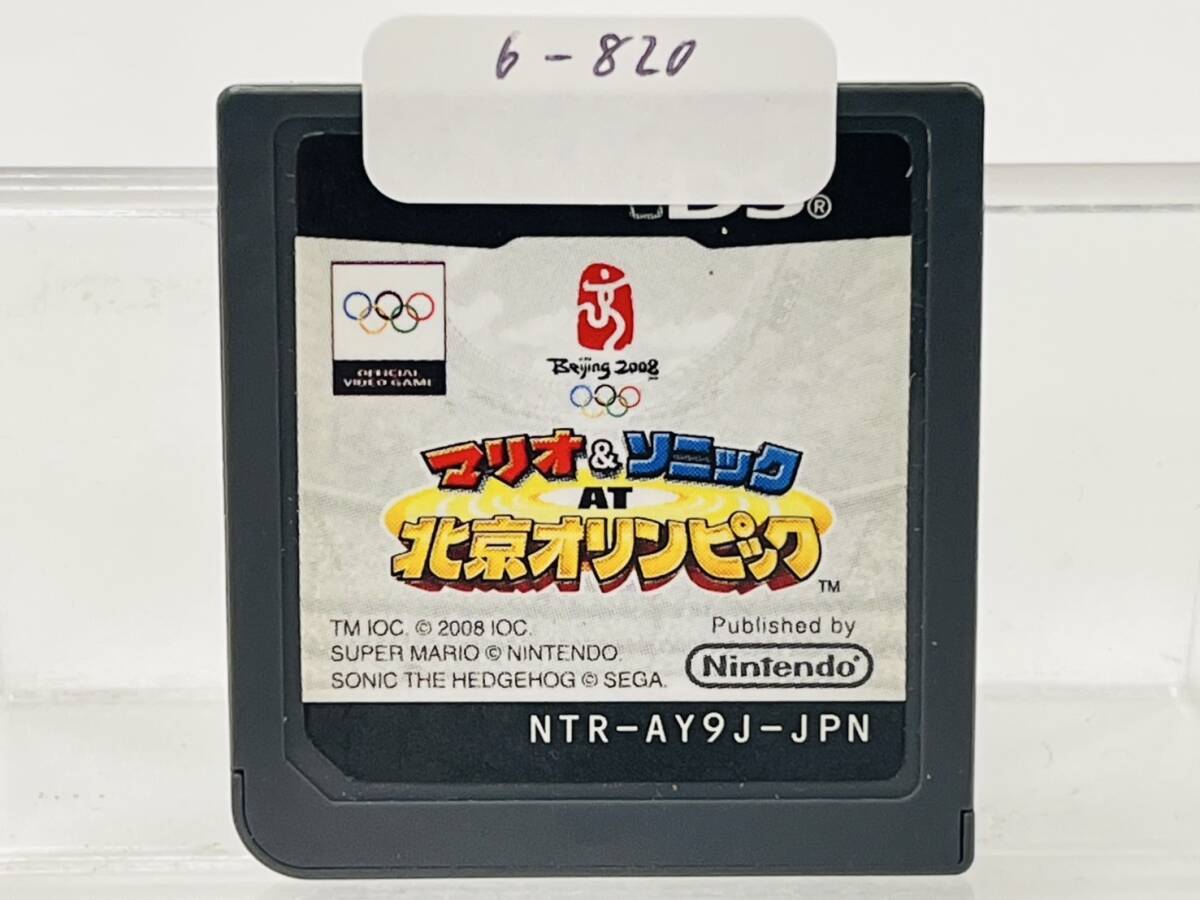 6-820
DS®
OFFICIAL
VIDEO GAME
Beijing 2008
マリオ&ソニック
AT
北京オリンピック
TM
TM IOC. © 2008 IOC.
SUPER MARIO © NINTENDO.
SONIC THE HEDGEHOG © SEGA.
Published by
Nintendo®
NTR-AY9J-JPN